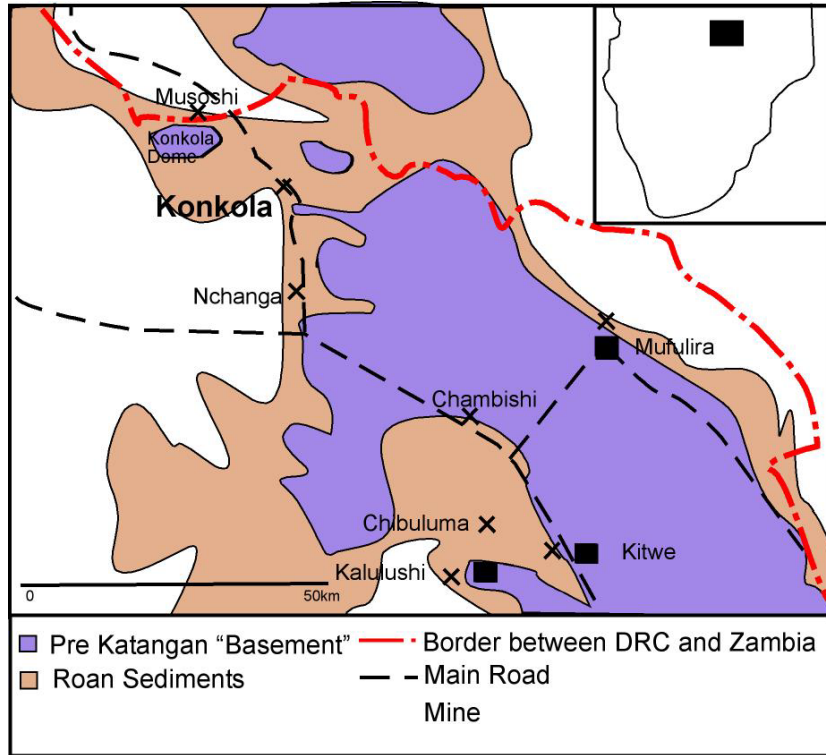 Musoshi
Konkola
Dome
Konkola
Nchanga
Mufulira
Chambishi
Chibuluma
Kitwe
Kalulushi
0
50km
Pre Katangan “Basement”
Border between DRC and Zambia
Roan Sediments
Main Road
Mine